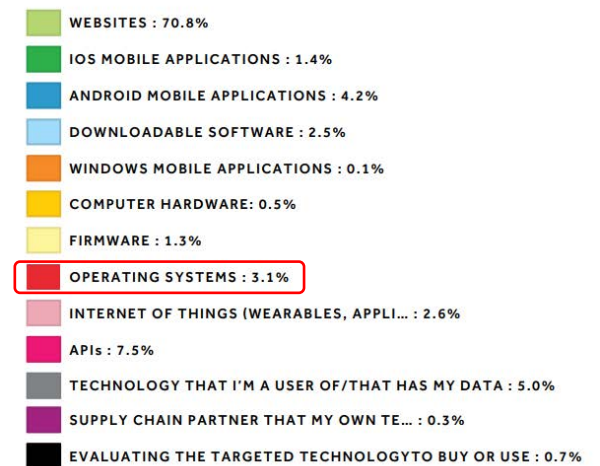 WEBSITES : 70.8%
IOS MOBILE APPLICATIONS : 1.4%
ANDROID MOBILE APPLICATIONS : 4.2%
DOWNLOADABLE SOFTWARE : 2.5%
WINDOWS MOBILE APPLICATIONS : 0.1%
COMPUTER HARDWARE: 0.5%
FIRMWARE : 1.3%
OPERATING SYSTEMS : 3.1%
INTERNET OF THINGS (WEARABLES, APPLI... : 2.6%
APIs : 7.5%
TECHNOLOGY THAT I'M A USER OF/THAT HAS MY DATA : 5.0%
SUPPLY CHAIN PARTNER THAT MY OWN TE... : 0.3%
EVALUATING THE TARGETED TECHNOLOGYTO BUY OR USE : 0.7%